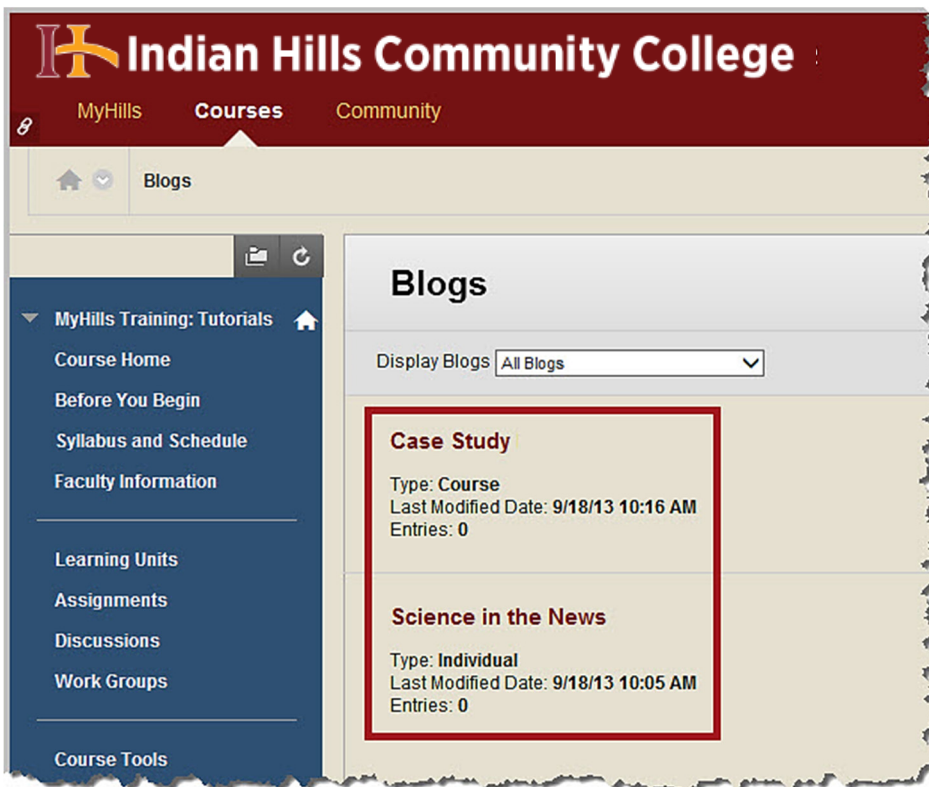 Indian Hills Community College
MyHills Courses Community
Blogs
MyHills Training: Tutorials
Course Home
Before You Begin
Syllabus and Schedule
Faculty Information
Learning Units
Assignments
Discussions
Work Groups
Course Tools
Blogs
Display Blogs All Blogs
Case Study
Type: Course
Last Modified Date: 9/18/13 10:16 AM
Entries: 0
Science in the News
Type: Individual
Last Modified Date: 9/18/13 10:05 AM
Entries: 0